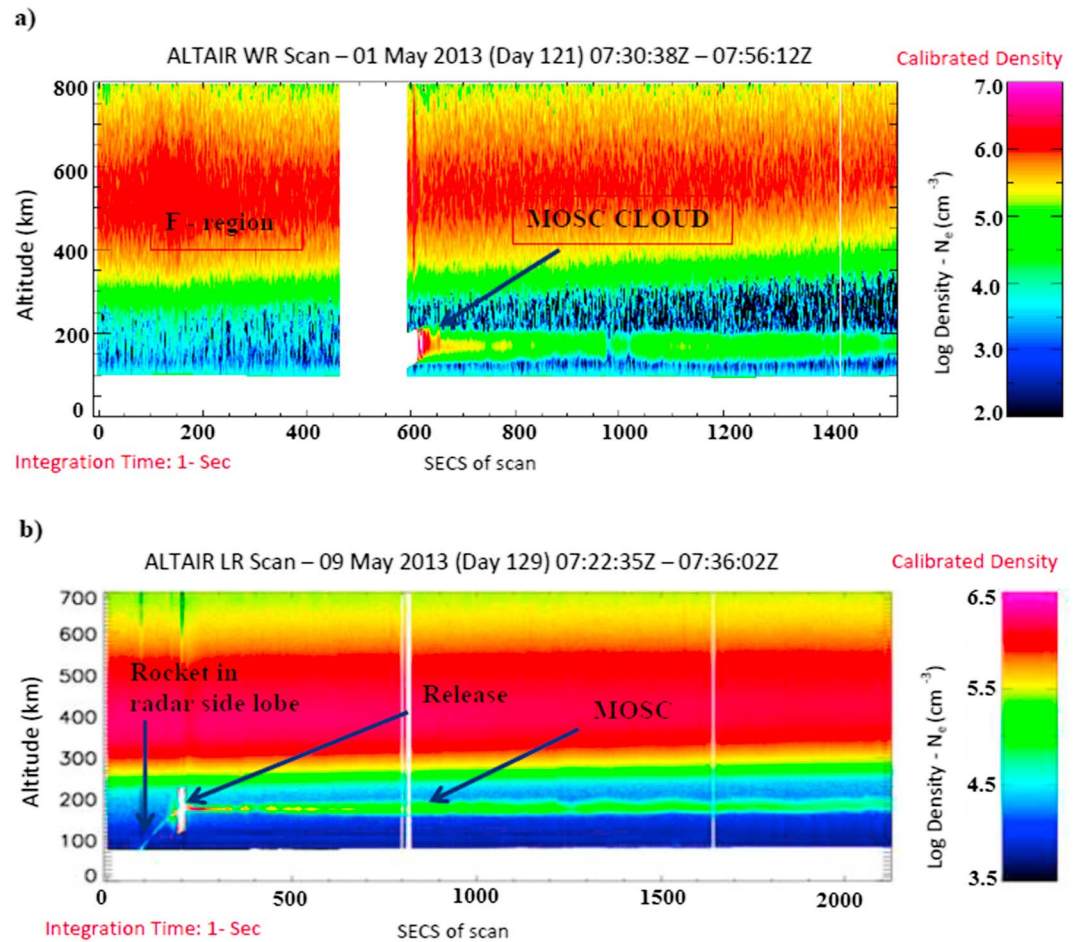 a)
ALTAIR WR Scan – 01 May 2013 (Day 121) 07:30:38Z – 07:56:12Z
Calibrated Density
800
600
400
200
0
Altitude (km)
F - region
MOSC CLOUD
7.0
6.0
5.0
4.0
3.0
2.0
Log Density - Ne (cm -3)
0 200 400 600 800 1000 1200 1400
Integration Time: 1- Sec
SECS of scan
b)
ALTAIR LR Scan – 09 May 2013 (Day 129) 07:22:35Z – 07:36:02Z
Calibrated Density
700
600
500
400
300
200
100
0
Altitude (km)
Rocket in
radar side lobe
Release
MOSC
6.5
5.5
4.5
3.5
Log Density - Ne (cm -3)
0 500 1000 1500 2000
Integration Time: 1- Sec
SECS of scan